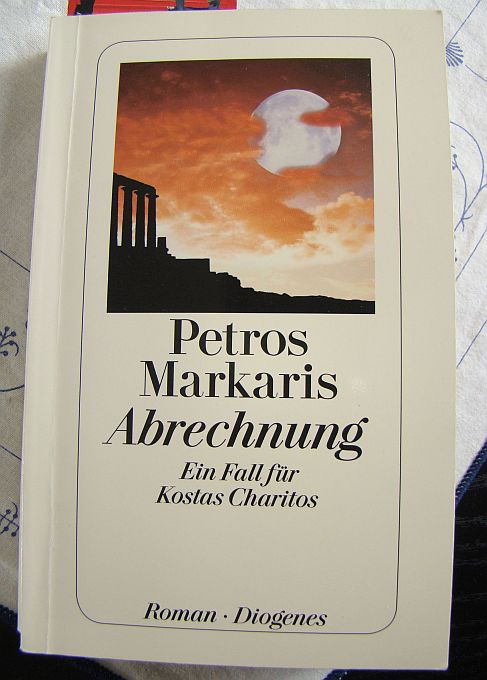 Petros
Markaris
Abrechnung
Ein Fall für
Kostas Charitos
Roman · Diogenes